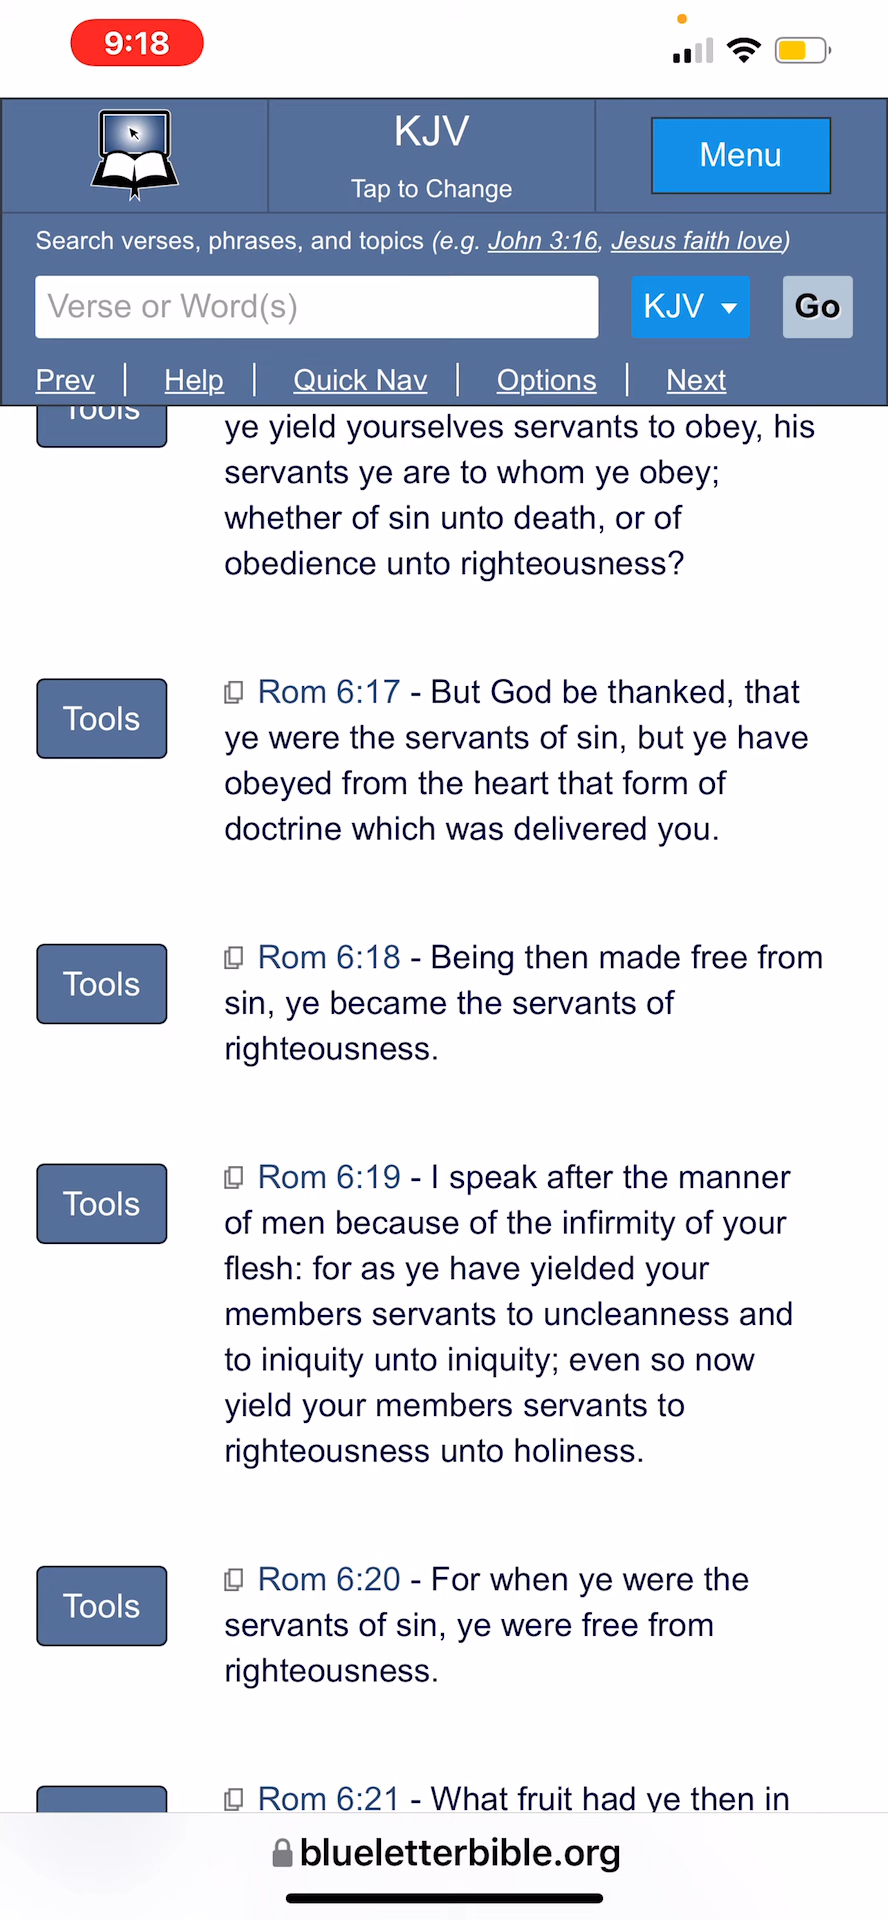 9:18
KJV
Tap to Change
Menu
Search verses, phrases, and topics (e.g. John 3:16, Jesus faith love)
Verse or Word(s)
KJV
Go
Prev | Help | Quick Nav | Options | Next
Tools
ye yield yourselves servants to obey, his
servants ye are to whom ye obey;
whether of sin unto death, or of
obedience unto righteousness?
Tools
Rom 6:17 - But God be thanked, that
ye were the servants of sin, but ye have
obeyed from the heart that form of
doctrine which was delivered you.
Tools
Rom 6:18 - Being then made free from
sin, ye became the servants of
righteousness.
Tools
Rom 6:19 - I speak after the manner
of men because of the infirmity of your
flesh: for as ye have yielded your
members servants to uncleanness and
to iniquity unto iniquity; even so now
yield your members servants to
righteousness unto holiness.
Tools
Rom 6:20 - For when ye were the
servants of sin, ye were free from
righteousness.
Rom 6:21 - What fruit had ye then in
blueletterbible.org